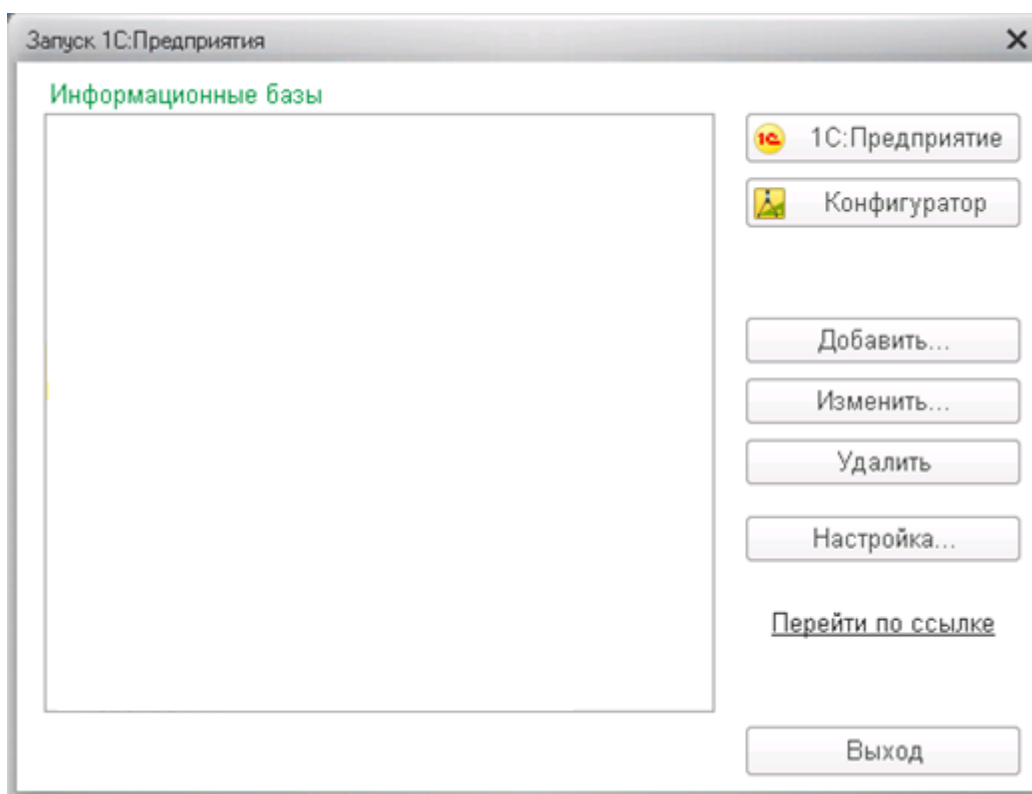 Запуск 1С:Предприятия
Информационные базы
1С:Предприятие
Конфигуратор
Добавить...
Изменить...
Удалить
Настройка...
Перейти по ссылке
Выход